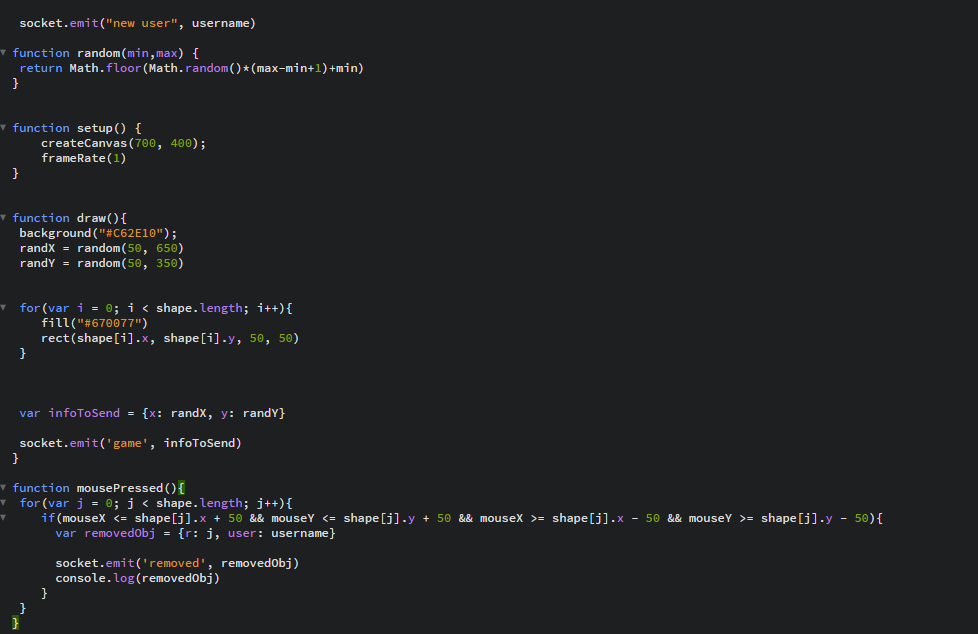 socket.emit("new user", username)
function random(min,max) {
return Math.floor(Math.random()*(max-min+1)+min)
}
function setup() {
createCanvas(700, 400);
frameRate(1)
}
function draw(){
background("#C62E10");
randX = random(50, 650)
randY = random(50, 350)
for(var i = 0; i < shape.length; i++){
fill("#670077")
rect(shape[i].x, shape[i].y, 50, 50)
}
var infoToSend = {x: randX, y: randY}
socket.emit('game', infoToSend)
}
function mousePressed(){
for(var j = 0; j < shape.length; j++){
if(mouseX <= shape[j].x + 50 && mouseY <= shape[j].y + 50 && mouseX >= shape[j].x - 50 && mouseY >= shape[j].y - 50){
var removedObj = {r: j, user: username}
socket.emit('removed', removedObj)
console.log(removedObj)
}
}
}